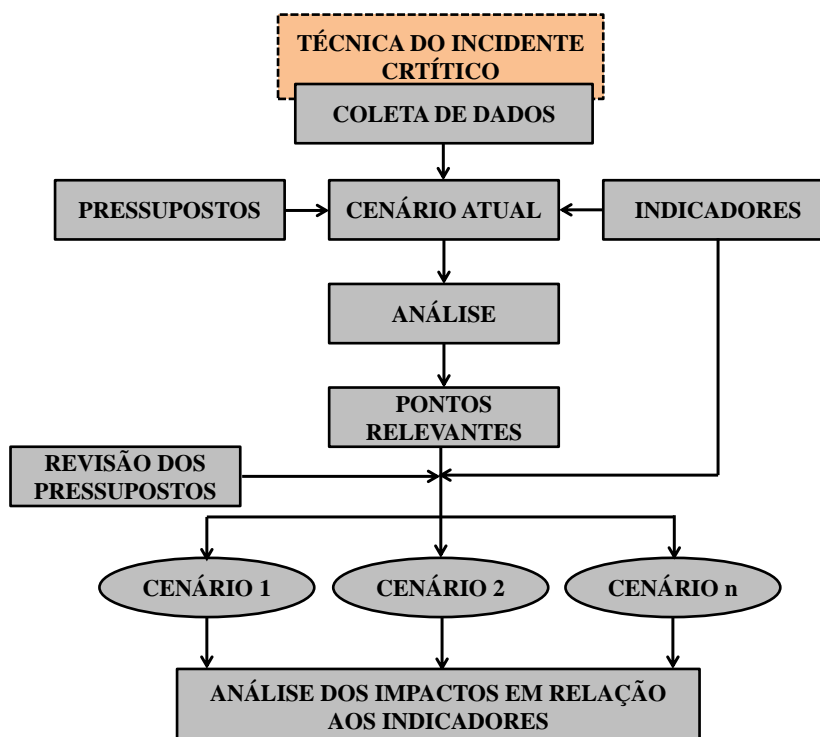 TÉCNICA DO INCIDENTE
CRTÍTICO
COLETA DE DADOS
PRESSUPOSTOS
CENÁRIO ATUAL
INDICADORES
ANÁLISE
PONTOS
RELEVANTES
REVISÃO DOS
PRESSUPOSTOS
CENÁRIO 1
CENÁRIO 2
CENÁRIO n
ANÁLISE DOS IMPACTOS EM RELAÇÃO
AOS INDICADORES